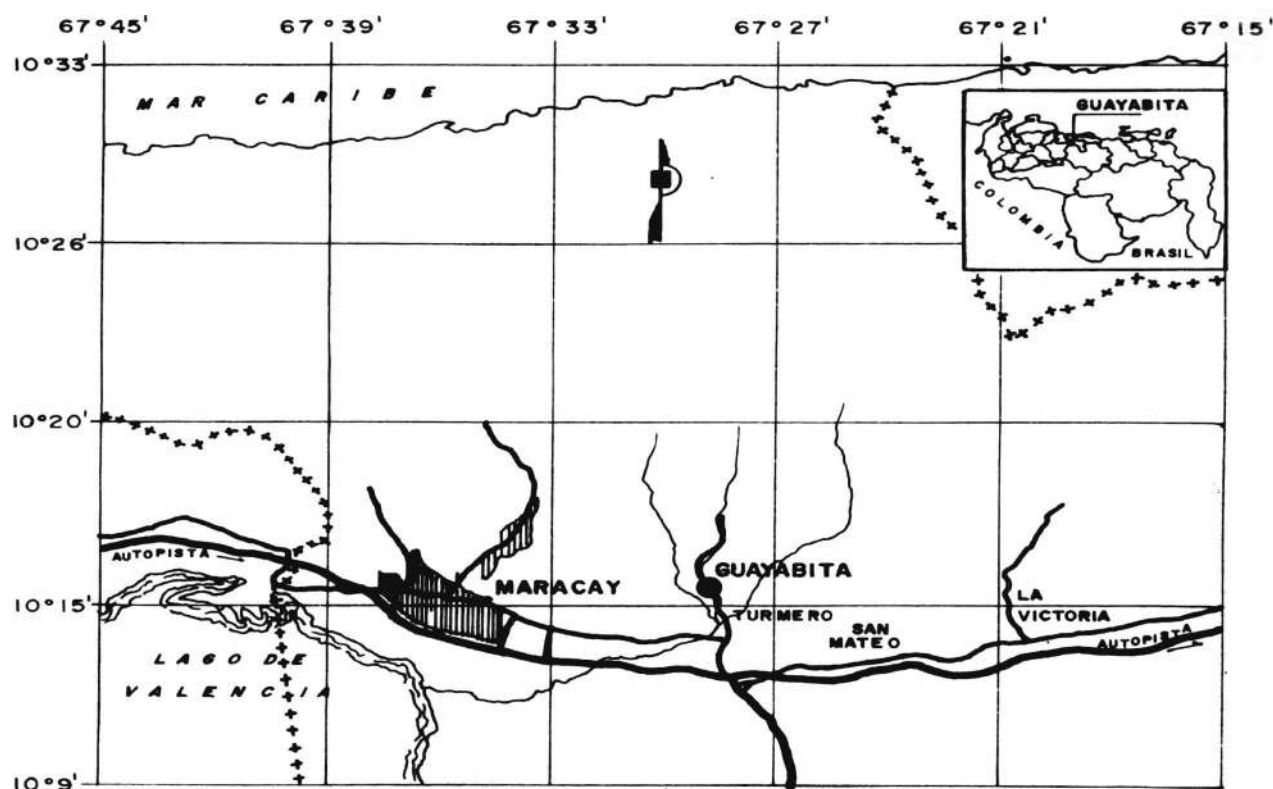 67°45' 67°39' 67°33' 67°27' 67°21' 67°15'
10°33'
MAR CARIBE
GUAYABITA
COLOMBIA
BRASIL
10°26'
10°20'
AUTOPISTA
MARACAY
GUAYABITA
10°15'
TURMERO
LA
VICTORIA
SAN
MATEO
AUTOPISTA
LAGO DE
VALENCIA
10°9'